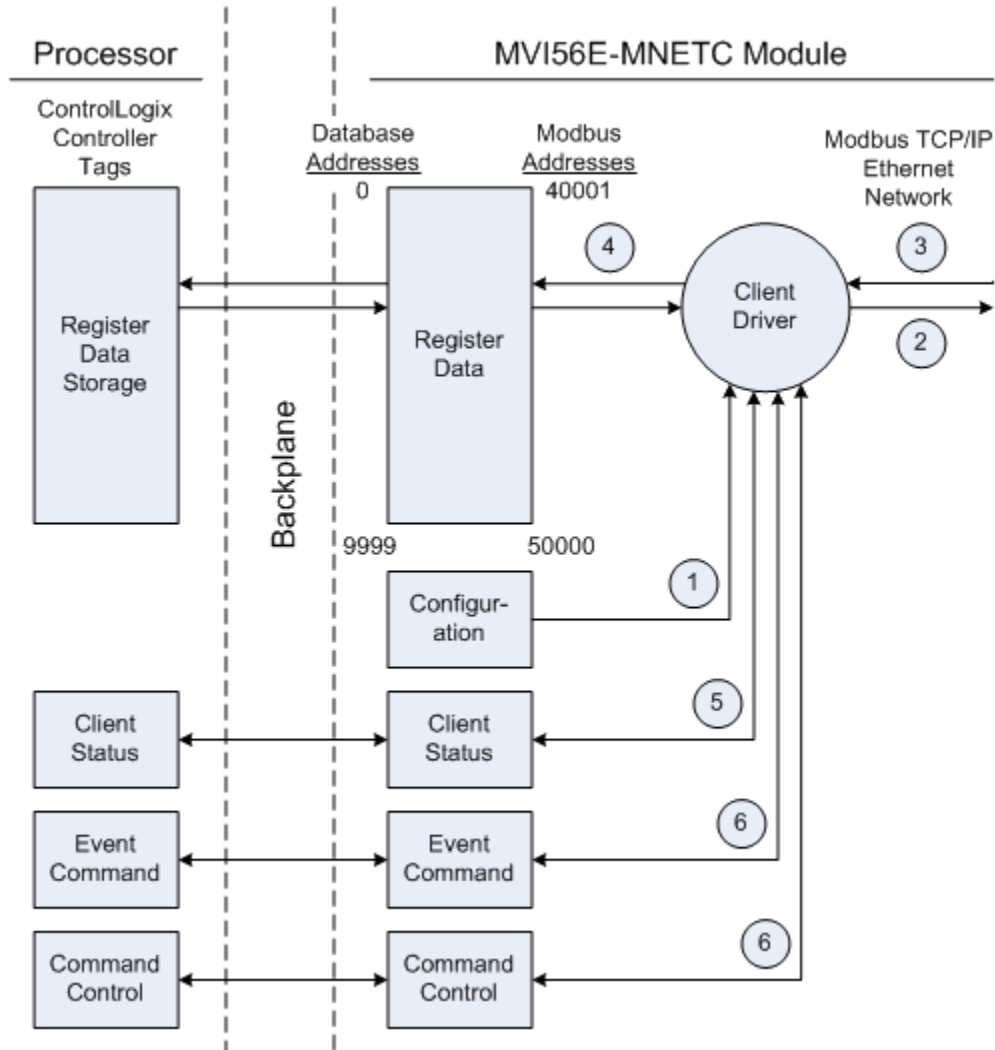 Processor
MVI56E-MNETC Module
ControlLogix
Controller
Tags
Database
Addresses
0
Modbus
Addresses
40001
Modbus TCP/IP
Ethernet
Network
4
3
Client
Driver
2
Register
Data
Storage
Register
Data
Backplane
9999
50000
1
Configur-
ation
5
Client
Status
Client
Status
6
Event
Command
Event
Command
6
Command
Control
Command
Control